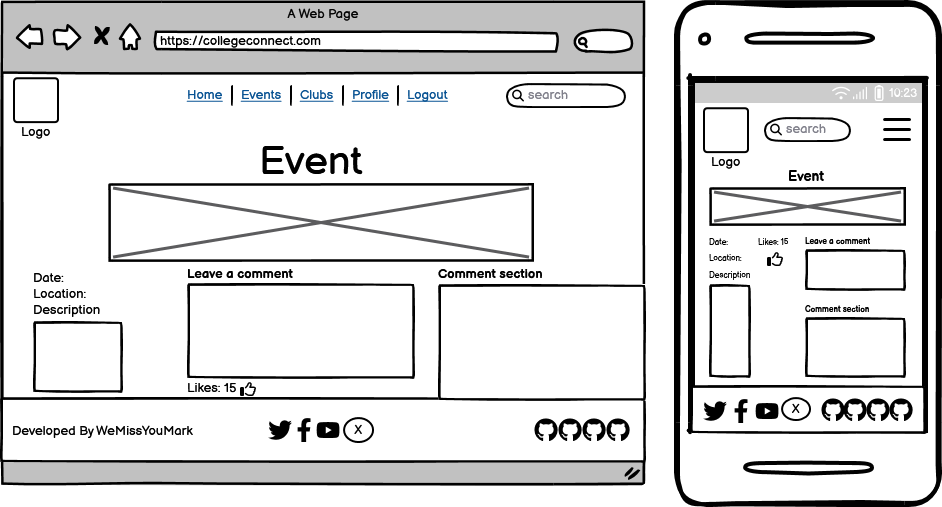 A Web Page
https://collegeconnect.com
Home Events Clubs Profile Logout
search
Logo
Event
Date:
Location:
Description
Leave a comment
Likes: 15
Comment section
Developed By WeMissYouMark
X
10:23
Logo
search
Event
Date:
Location:
Description
Likes: 15
Leave a comment
Comment section
X